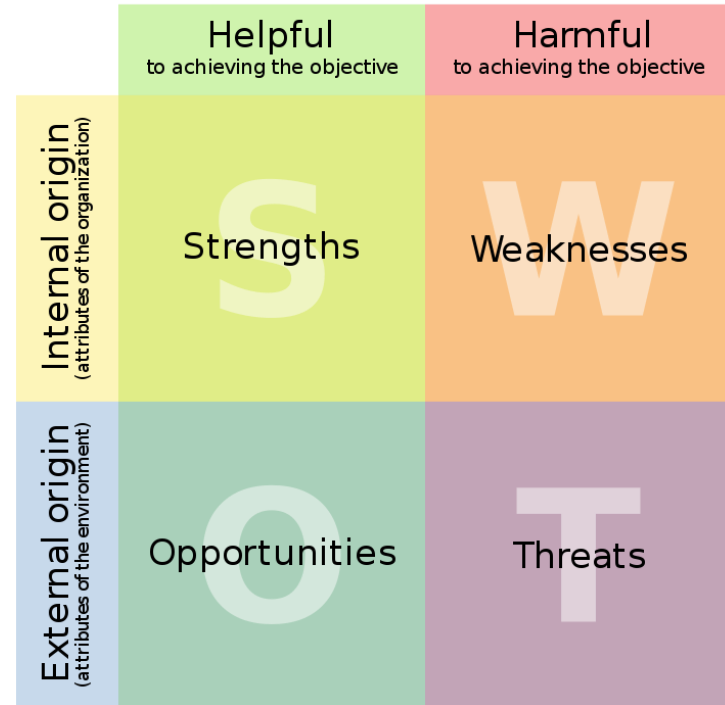 Helpful
to achieving the objective
Harmful
to achieving the objective
Internal origin
(attributes of the organization)
S
Strengths
W
Weaknesses
External origin
(attributes of the environment)
O
Opportunities
T
Threats